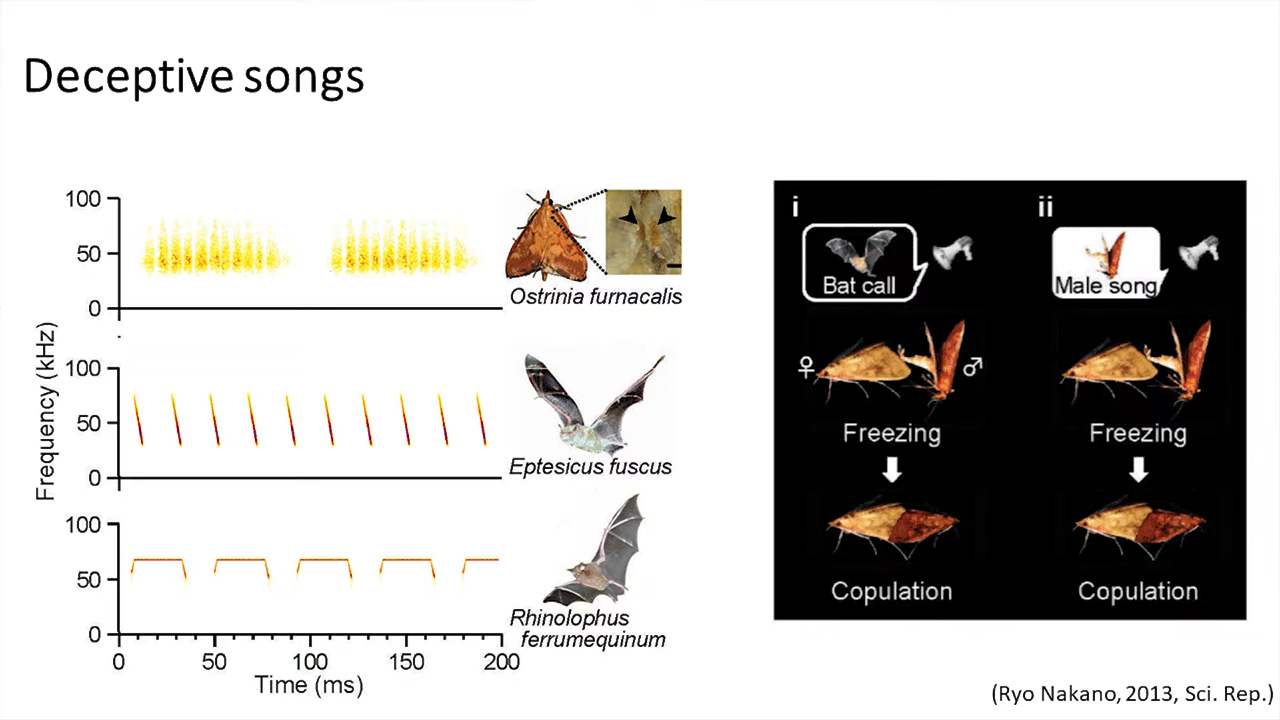 Deceptive songs
100
50
0
Ostrinia furnacalis
Frequency (kHz)
100
50
0
Eptesicus fuscus
100
50
0
Rhinolophus
ferrumequinum
0 50 100 150 200
Time (ms)
i
Bat call
♀ ♂
Freezing
Copulation
ii
Male song
Freezing
Copulation
(Ryo Nakano, 2013, Sci. Rep.)